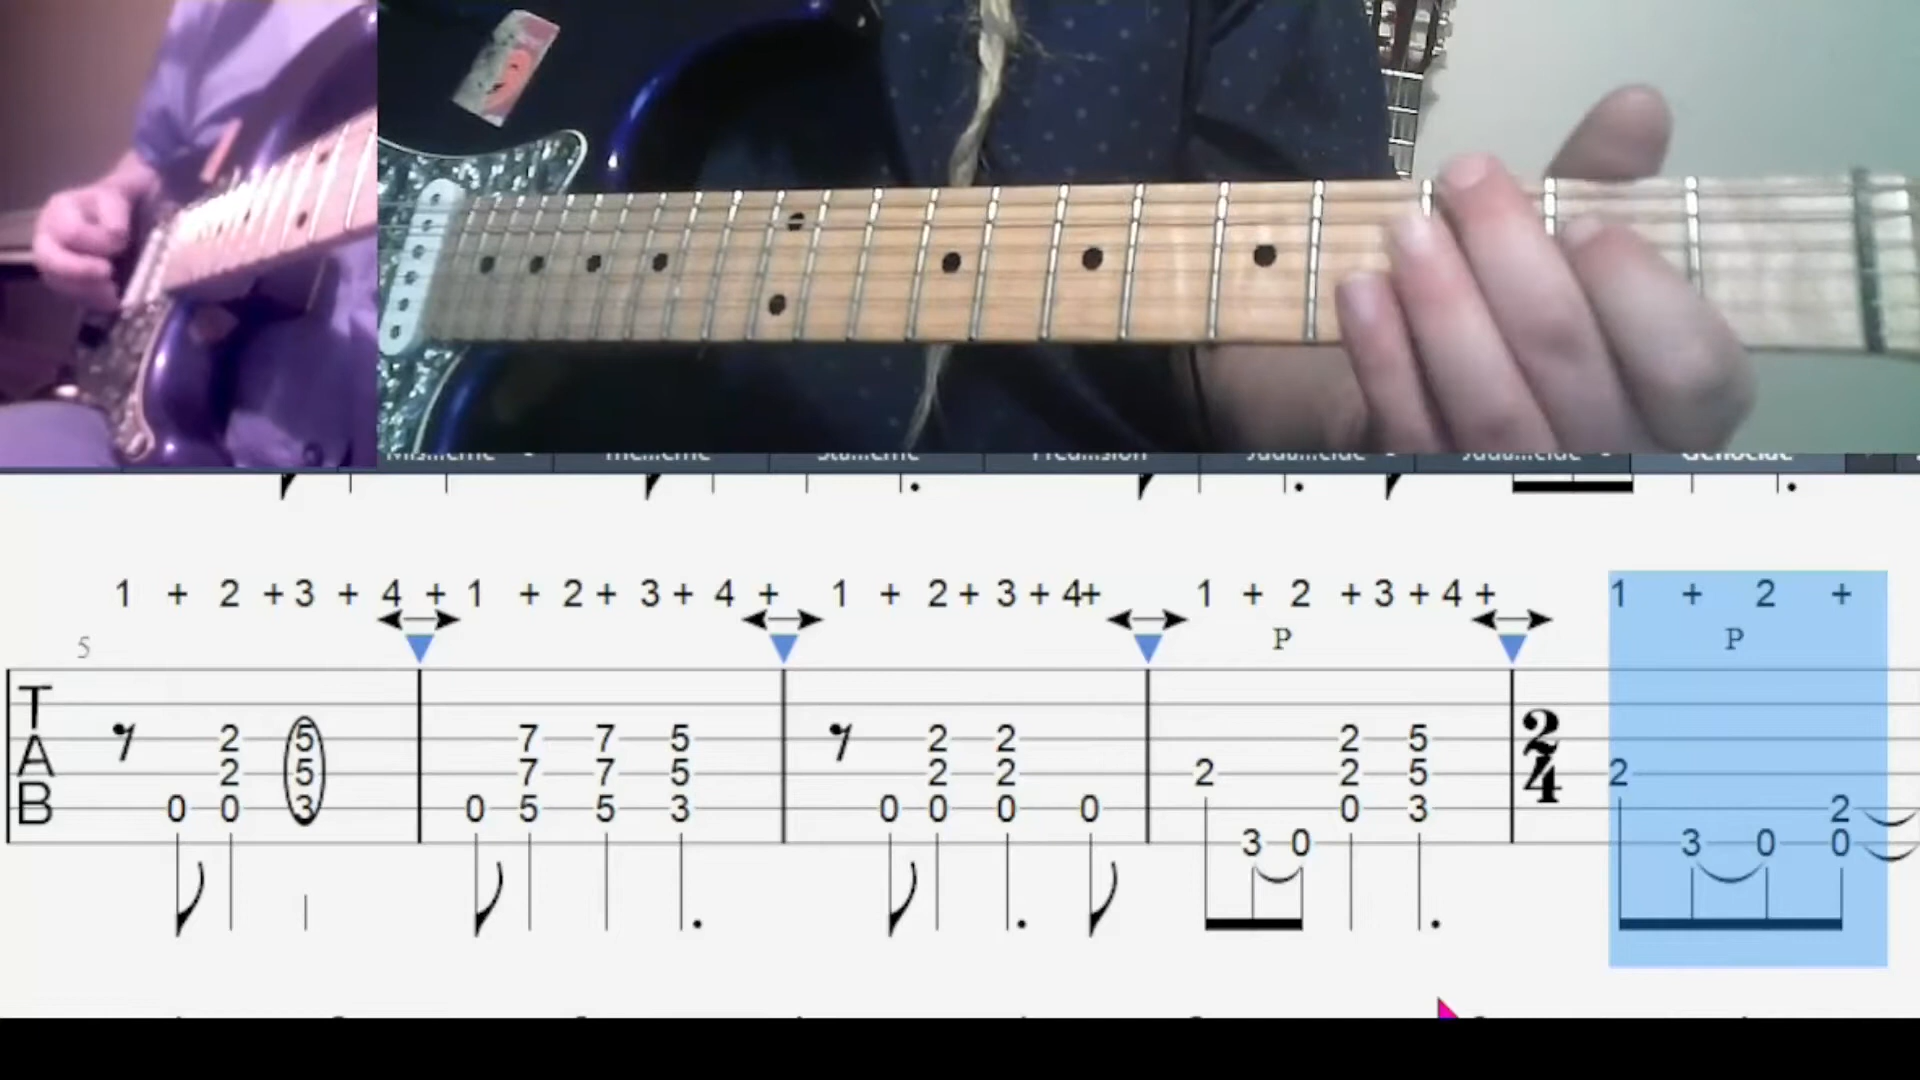 1 + 2 + 3 + 4 + 1 + 2 + 3 + 4 + 1 + 2 + 3 + 4 + 1 + 2 + 3 + 4 + 1 + 2 +
5 P P
T 2 5 7 7 5 2 2 2 5 2
A 2 5 7 7 5 2 2 2 2 5 4 2
B 0 0 3 0 5 5 3 0 0 0 0 0 3 2
3 0 3 0 0